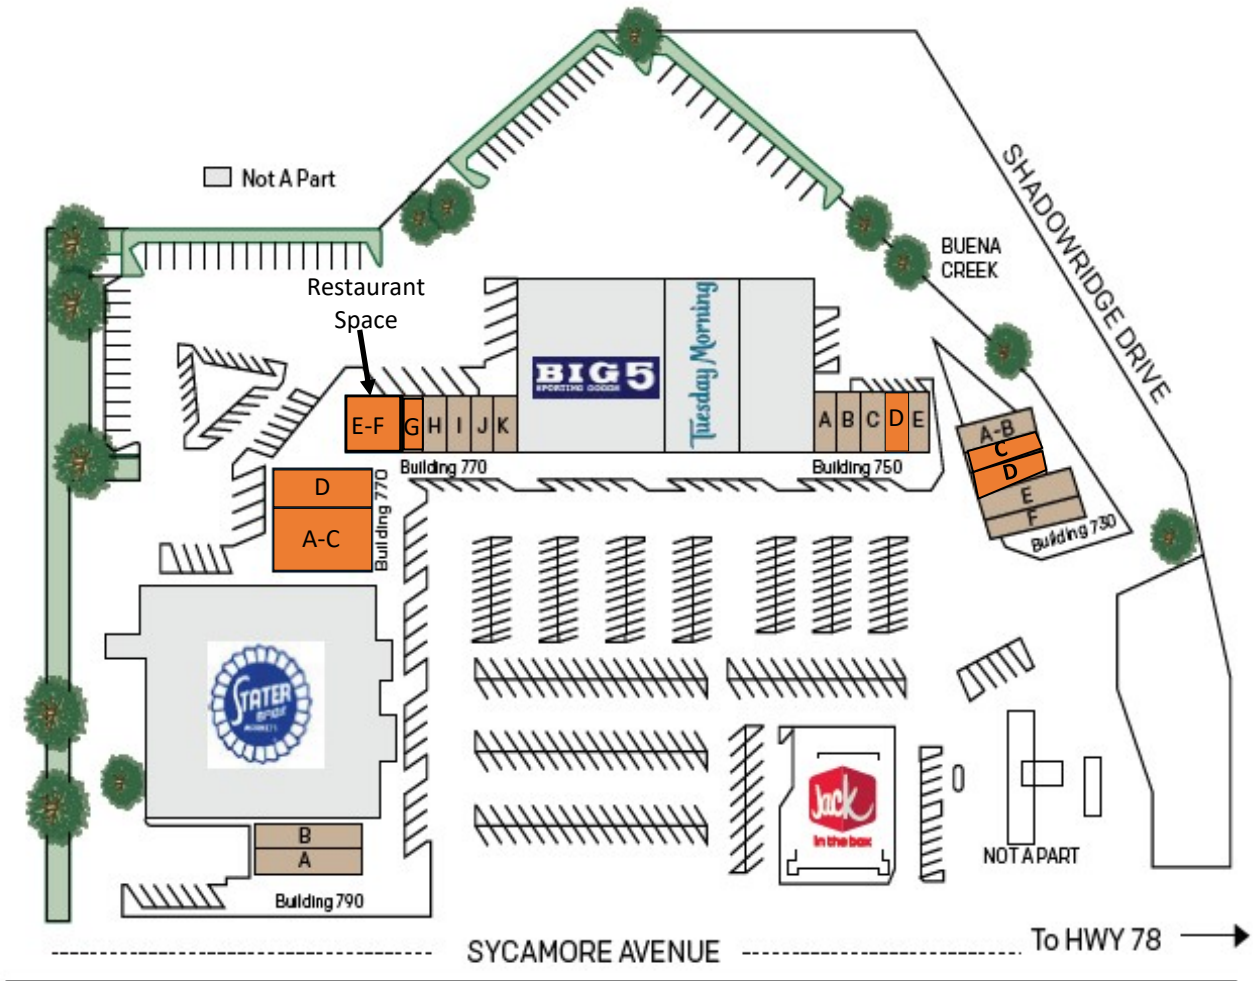 Not A Part
SHADOWRIDGE DRIVE
BUENA
CREEK
Restaurant
Space
BIG 5
SPORTING GOODS
Tuesday Morning
E-F
G
H
I
J
K
A
B
C
D
E
Building 770
Building 750
A-B
C
D
E
F
Building 730
D
A-C
Building 770
STATER
BROS
MARKETS
Jack
in the box
NOT A PART
B
A
Building 790
SYCAMORE AVENUE
To HWY 78